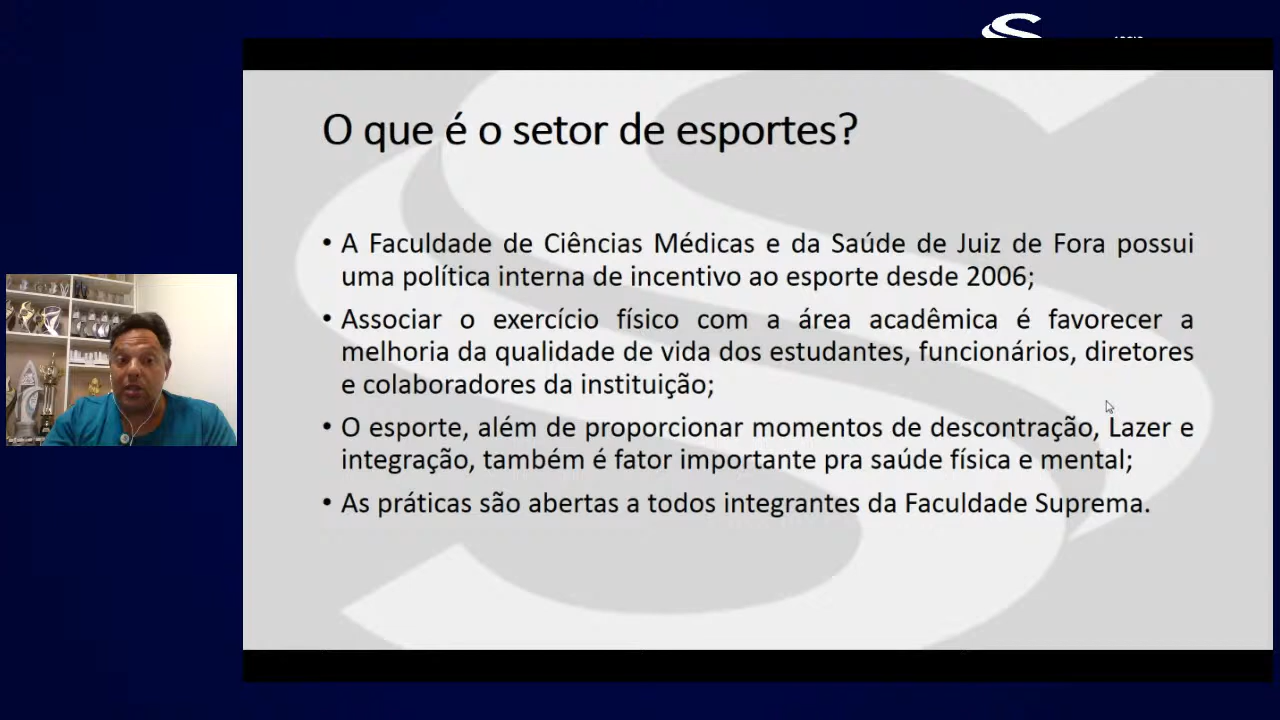 O que é o setor de esportes?
• A Faculdade de Ciências Médicas e da Saúde de Juiz de Fora possui
uma política interna de incentivo ao esporte desde 2006;
• Associar o exercício físico com a área acadêmica é favorecer a
melhoria da qualidade de vida dos estudantes, funcionários, diretores
e colaboradores da instituição;
• O esporte, além de proporcionar momentos de descontração, Lazer e
integração, também é fator importante pra saúde física e mental;
• As práticas são abertas a todos integrantes da Faculdade Suprema.